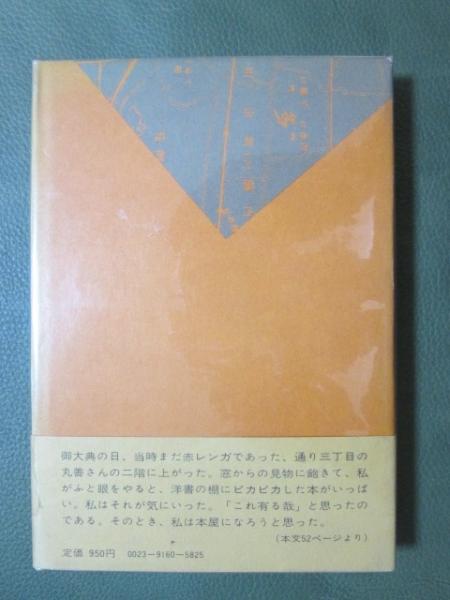 御大典の日、当時まだ赤レンガであった、通り三丁目の
丸善さんの二階に上がった。窓からの見物に飽きて、私
がふと眼をやると、洋書の棚にピカピカした本がいっぱ
い。私はそれが気にいった。「これ有る哉」と思ったの
である。そのとき、私は本屋になろうと思った。
(本文52ページより)
定価 950円 0023-9160-5825